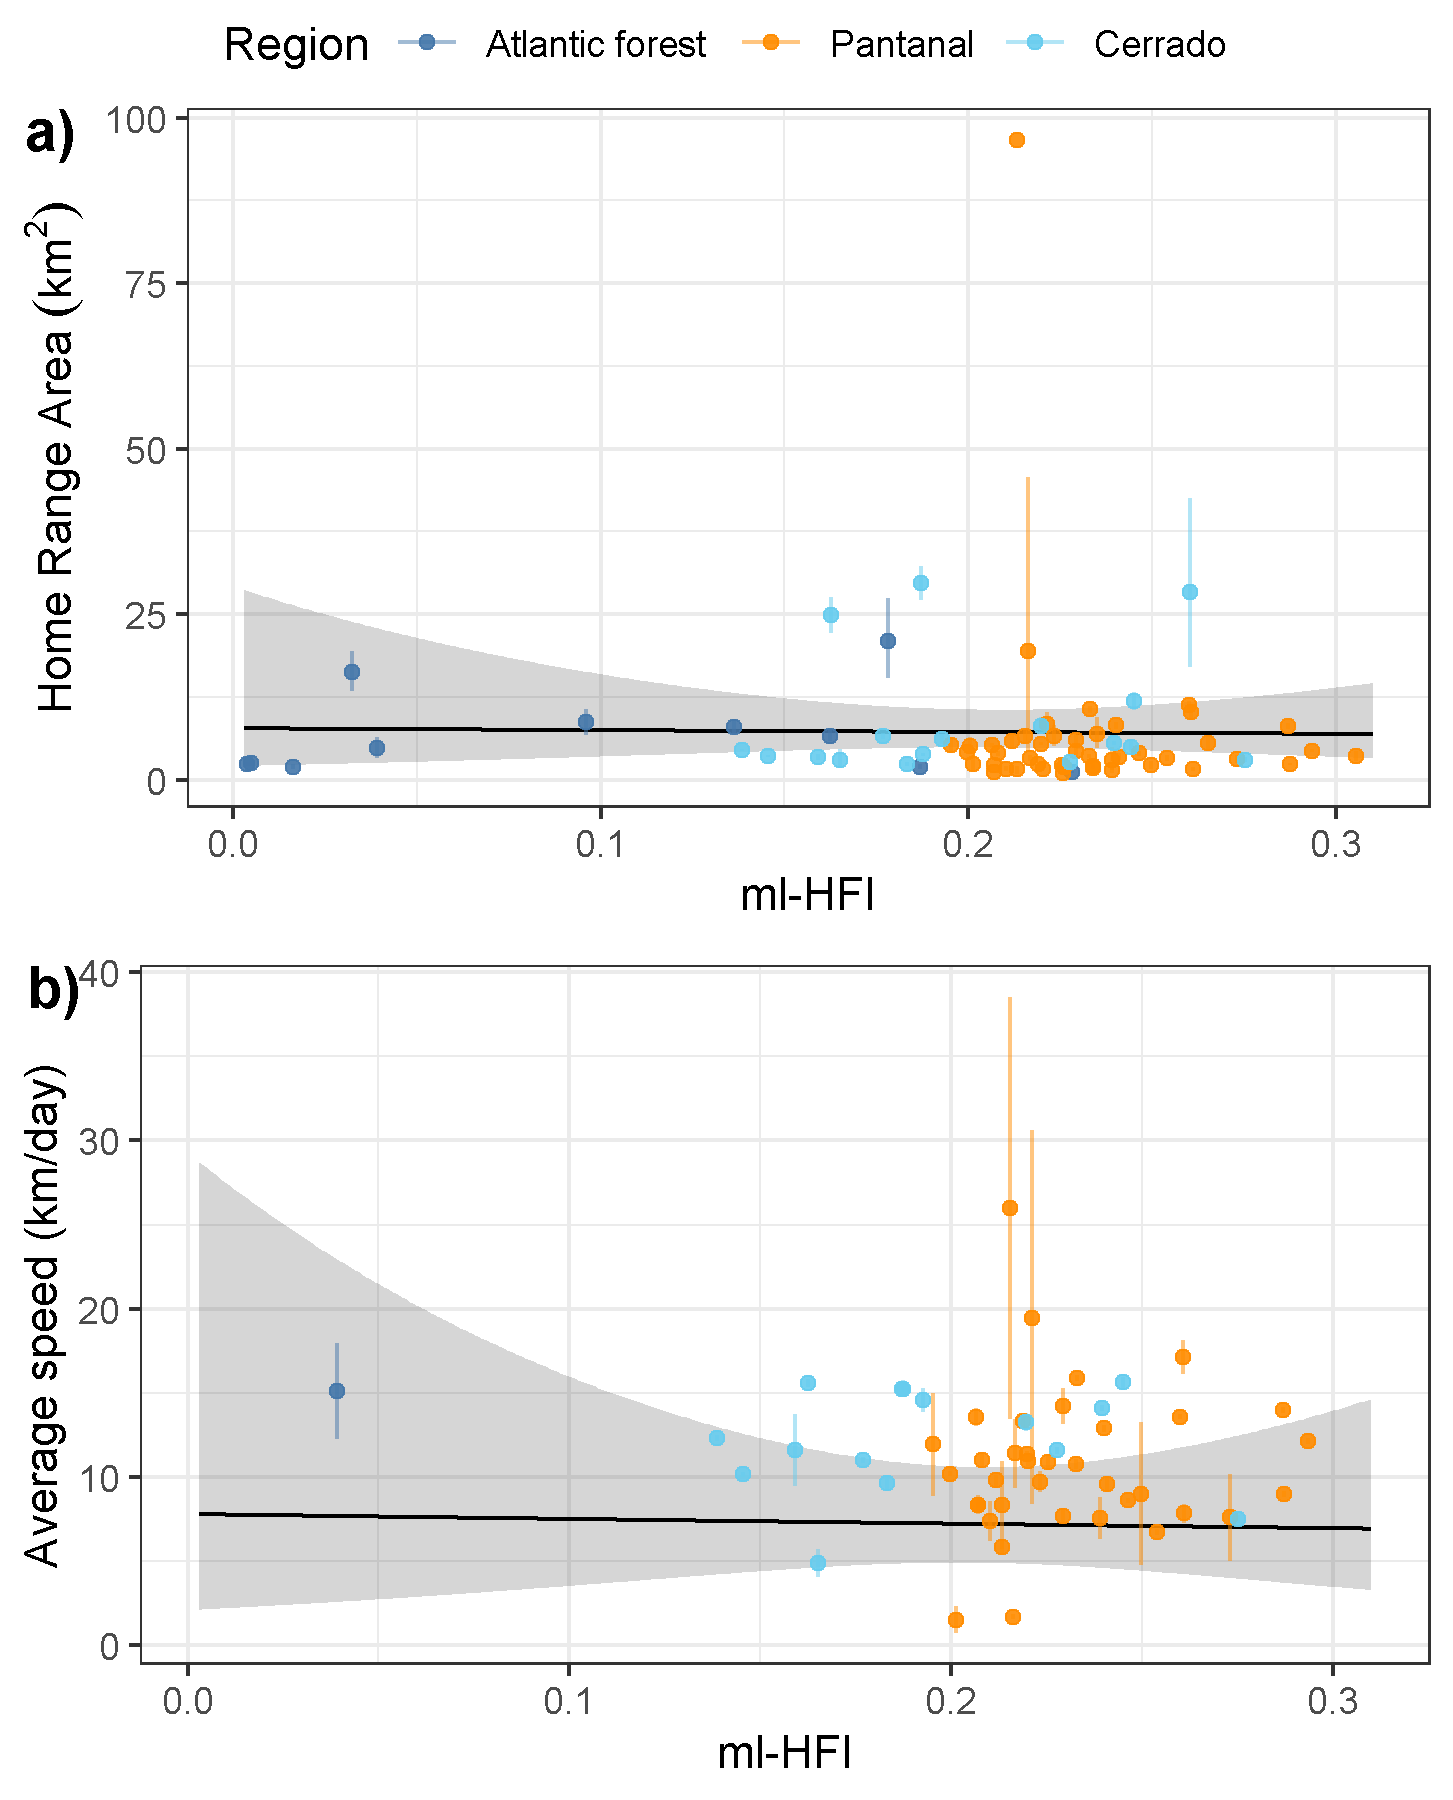 Region Atlantic forest Pantanal Cerrado
a)
100
75
50
25
0
Home Range Area (km²)
0.0 0.1 0.2 0.3
ml-HFI
b)
40
30
20
10
0
Average speed (km/day)
0.0 0.1 0.2 0.3
ml-HFI